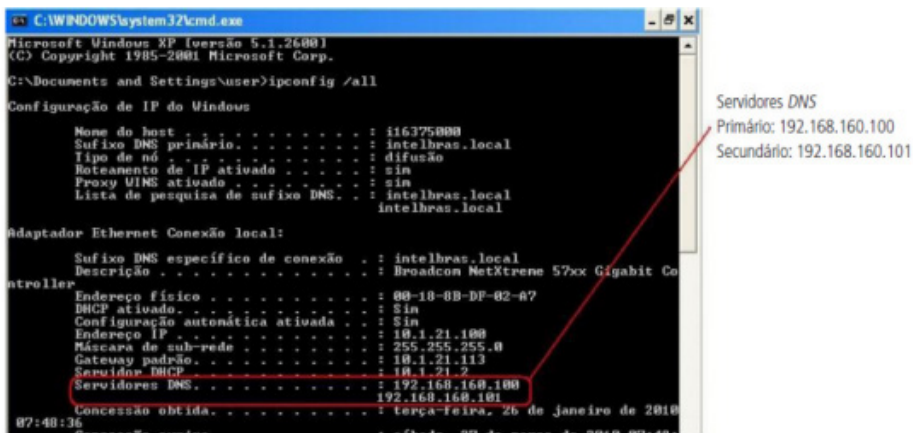 C:\WINDOWS\system32\cmd.exe
Microsoft Windows XP [versão 5.1.2600]
(C) Copyright 1985-2001 Microsoft Corp.
C:\Documents and Settings\user>ipconfig /all
Configuração de IP do Windows
Nome do host . . . . . . . . . . . : i16375000
Sufixo DNS primário. . . . . . . . : intelbras.local
Tipo de nó . . . . . . . . . . . . : difusão
Roteamento de IP ativado . . . . . : sim
Proxy WINS ativado . . . . . . . . : sim
Lista de pesquisa de sufixo DNS. . : intelbras.local
intelbras.local
Adaptador Ethernet Conexão local:
Sufixo DNS específico de conexão . : intelbras.local
Descrição . . . . . . . . . . . . : Broadcom NetXtreme 57xx Gigabit Co
ntroller
Endereço físico . . . . . . . . . : 00-18-8B-DF-02-A7
DHCP ativado. . . . . . . . . . . : Sim
Configuração automática ativada . . : Sim
Endereço IP . . . . . . . . . . . : 10.1.21.100
Máscara de sub-rede . . . . . . . : 255.255.255.0
Gateway padrão. . . . . . . . . . : 10.1.21.113
Servidor DHCP . . . . . . . . . . : 10.1.21.2
Servidores DNS. . . . . . . . . . : 192.168.160.100
192.168.160.101
Concessão obtida. . . . . . . . . : terça-feira, 26 de janeiro de 2010
07:48:36
Servidores DNS
Primário: 192.168.160.100
Secundário: 192.168.160.101